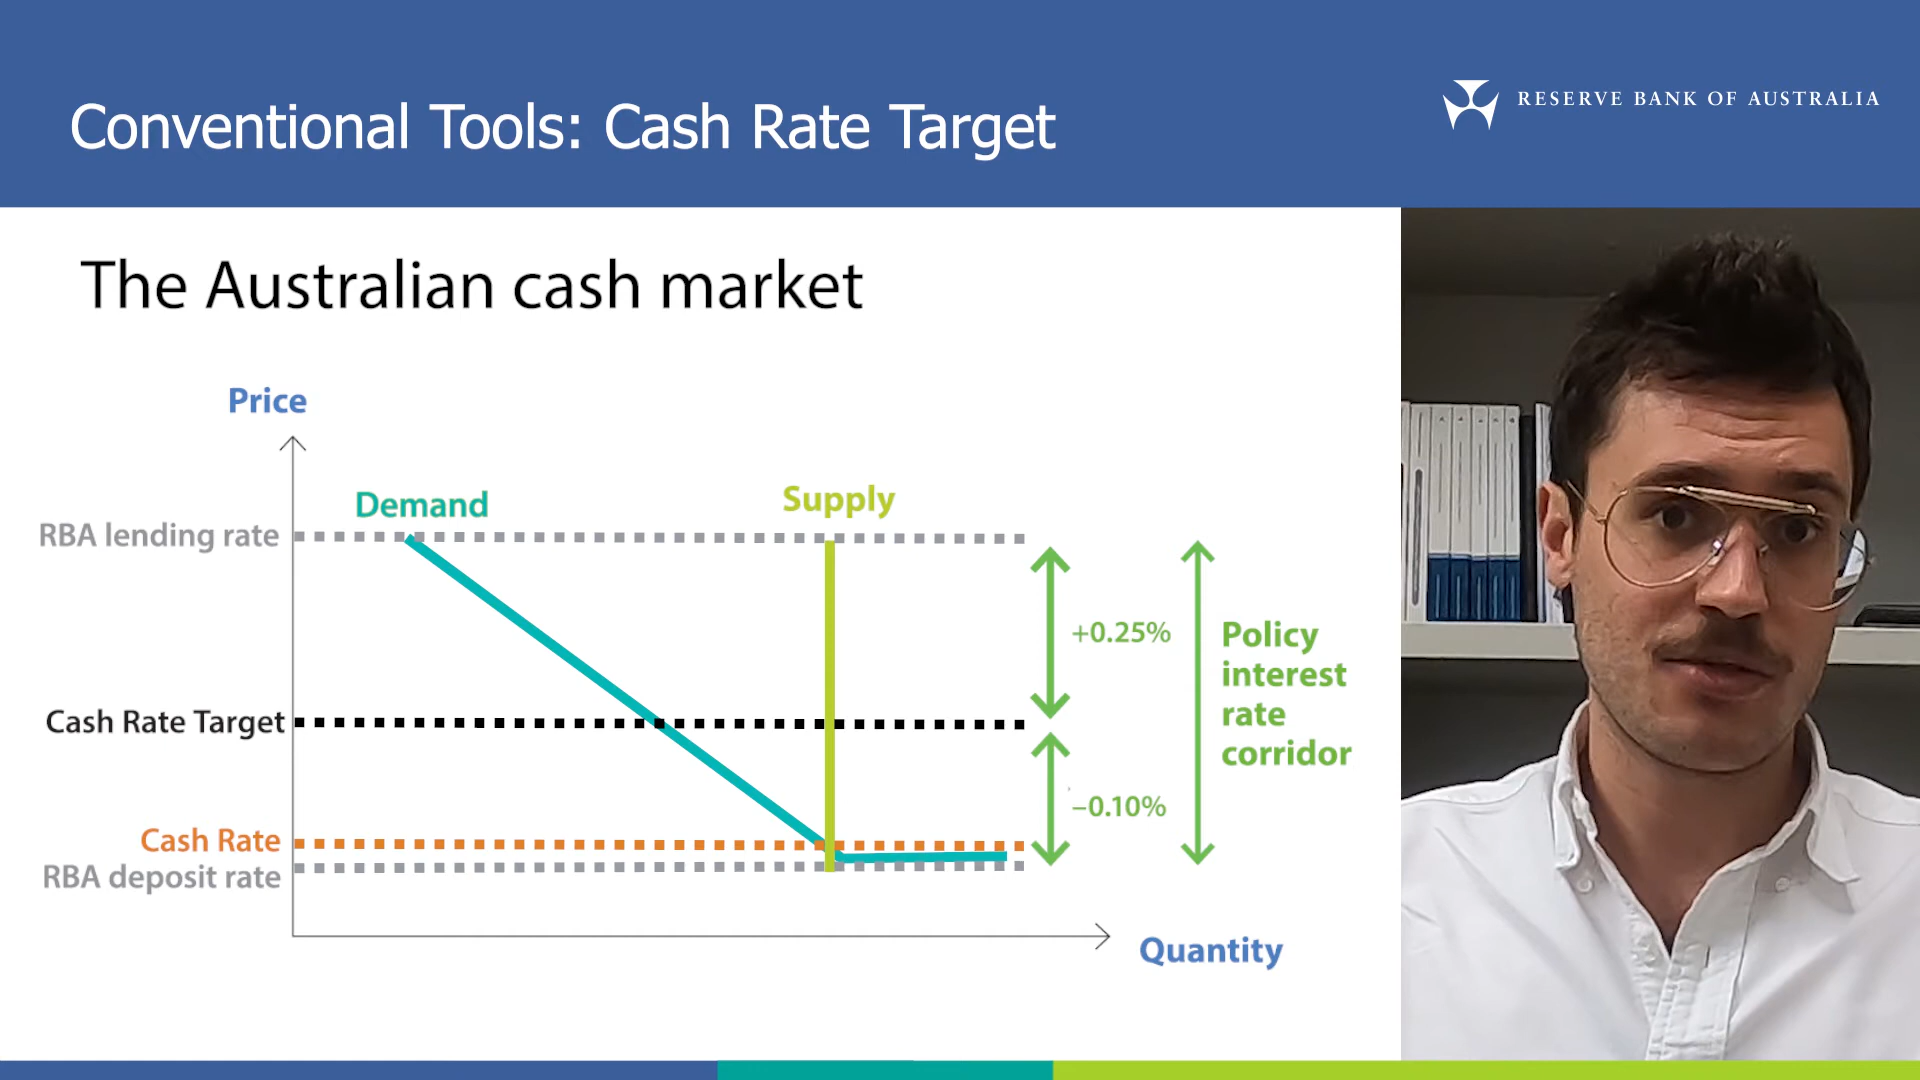 Conventional Tools: Cash Rate Target
RESERVE BANK OF AUSTRALIA
The Australian cash market
Price
Demand
Supply
RBA lending rate
+0.25%
Policy
interest
rate
corridor
Cash Rate Target
–0.10%
Cash Rate
RBA deposit rate
Quantity